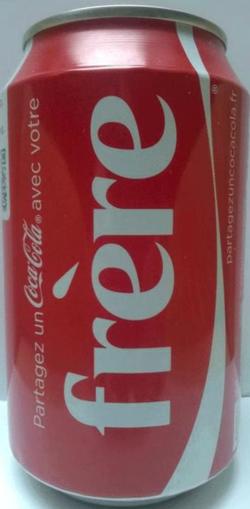 Partagez un Coca-Cola® avec votre
frère
®
partagezuncocacola.fr